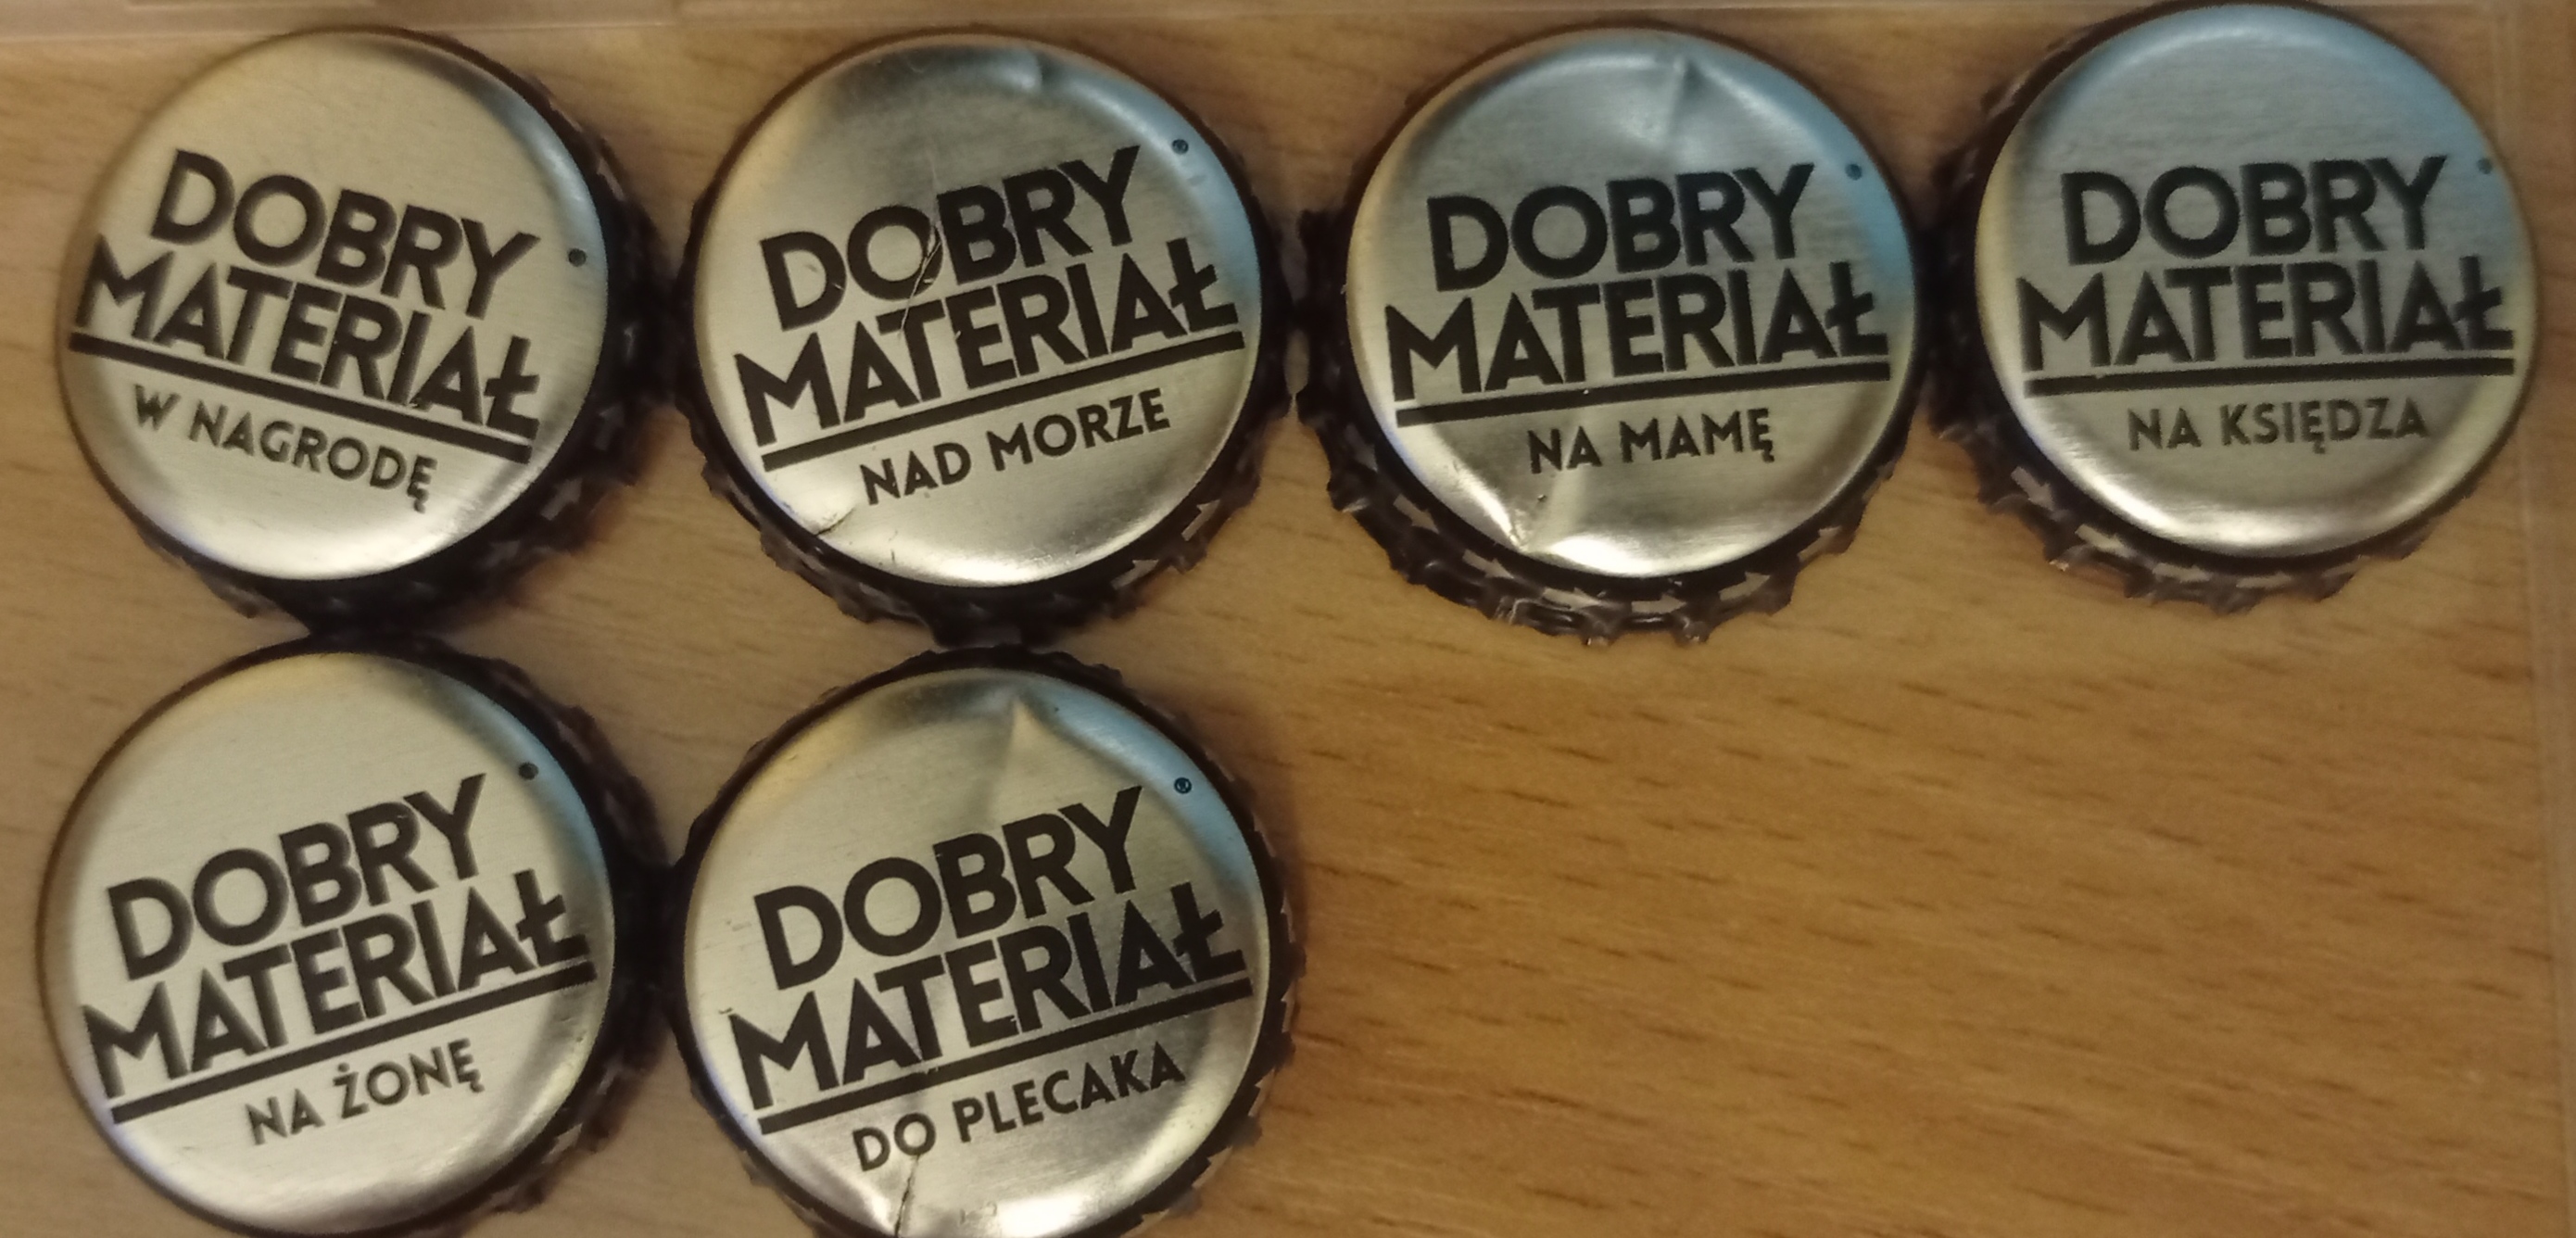 DOBRY
MATERIAŁ
W NAGRODĘ
DOBRY
MATERIAŁ
NAD MORZE
DOBRY
MATERIAŁ
NA MAMĘ
DOBRY
MATERIAŁ
NA KSIĘDZA
DOBRY
MATERIAŁ
NA ŻONĘ
DOBRY
MATERIAŁ
DO PLECAKA